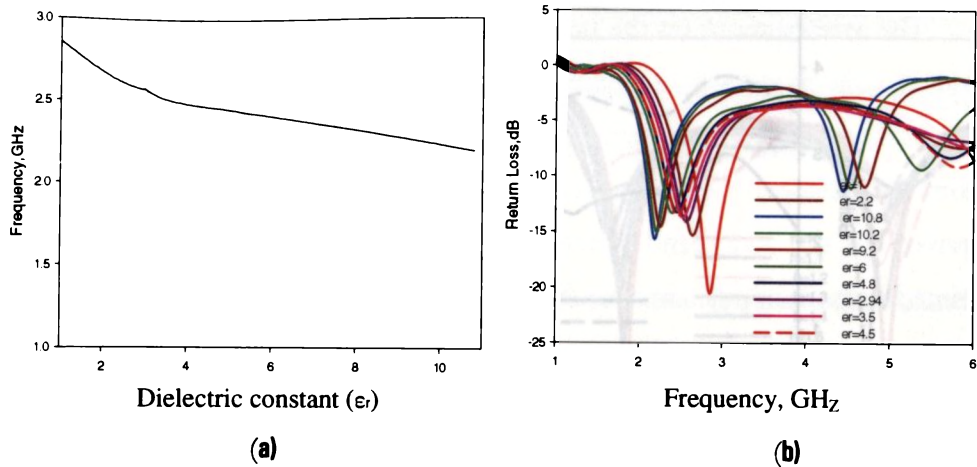 3.0
2.5
2.0
1.5
1.0
Frequency,GHz
2 4 6 8 10
Dielectric constant (εr)
(a)
5
0
-5
-10
-15
-20
-25
Return Loss,dB
er=1
er=2.2
er=10.8
er=10.2
er=9.2
er=6
er=4.8
er=2.94
er=3.5
er=4.5
1 2 3 4 5 6
Frequency, GHz
(b)